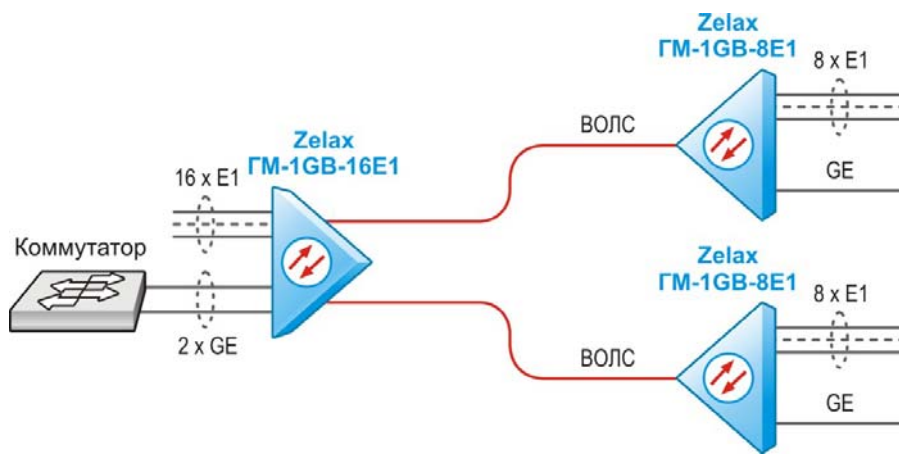 Zelax
ГМ-1GB-8E1
8 x E1
ВОЛС
GE
Zelax
ГМ-1GB-16E1
16 x E1
Коммутатор
2 x GE
Zelax
ГМ-1GB-8E1
8 x E1
ВОЛС
GE